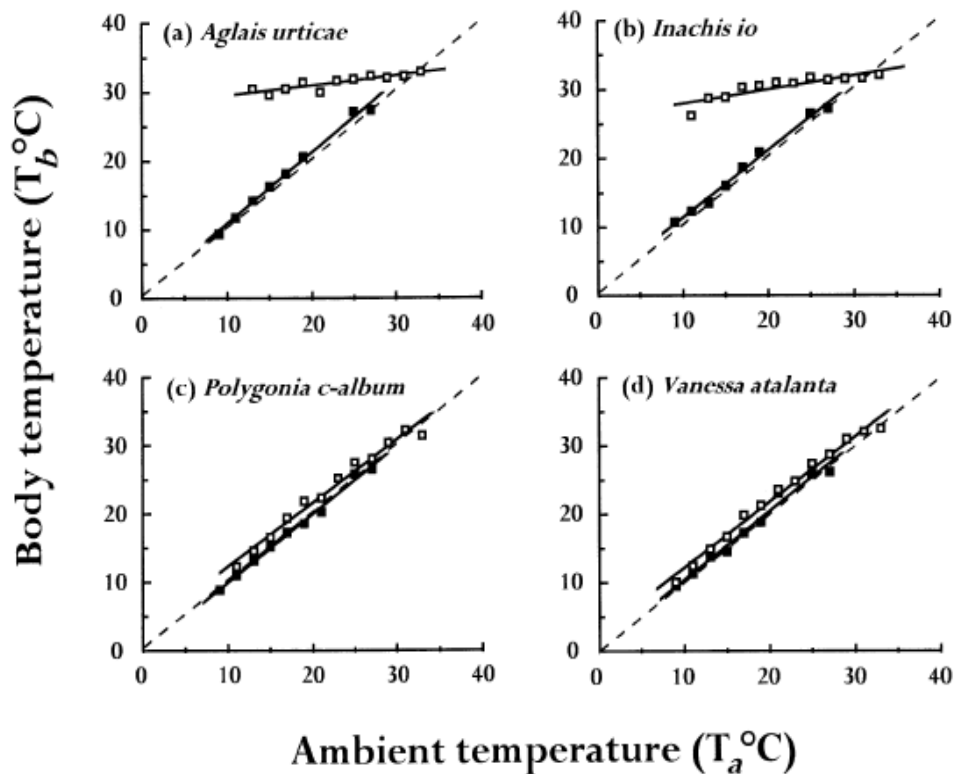 Body temperature (T_b°C)
(a) Aglais urticae
40
30
20
10
0
0 10 20 30 40
(b) Inachis io
40
30
20
10
0
0 10 20 30 40
(c) Polygonia c-album
40
30
20
10
0
0 10 20 30 40
(d) Vanessa atalanta
40
30
20
10
0
0 10 20 30 40
Ambient temperature (T_a°C)